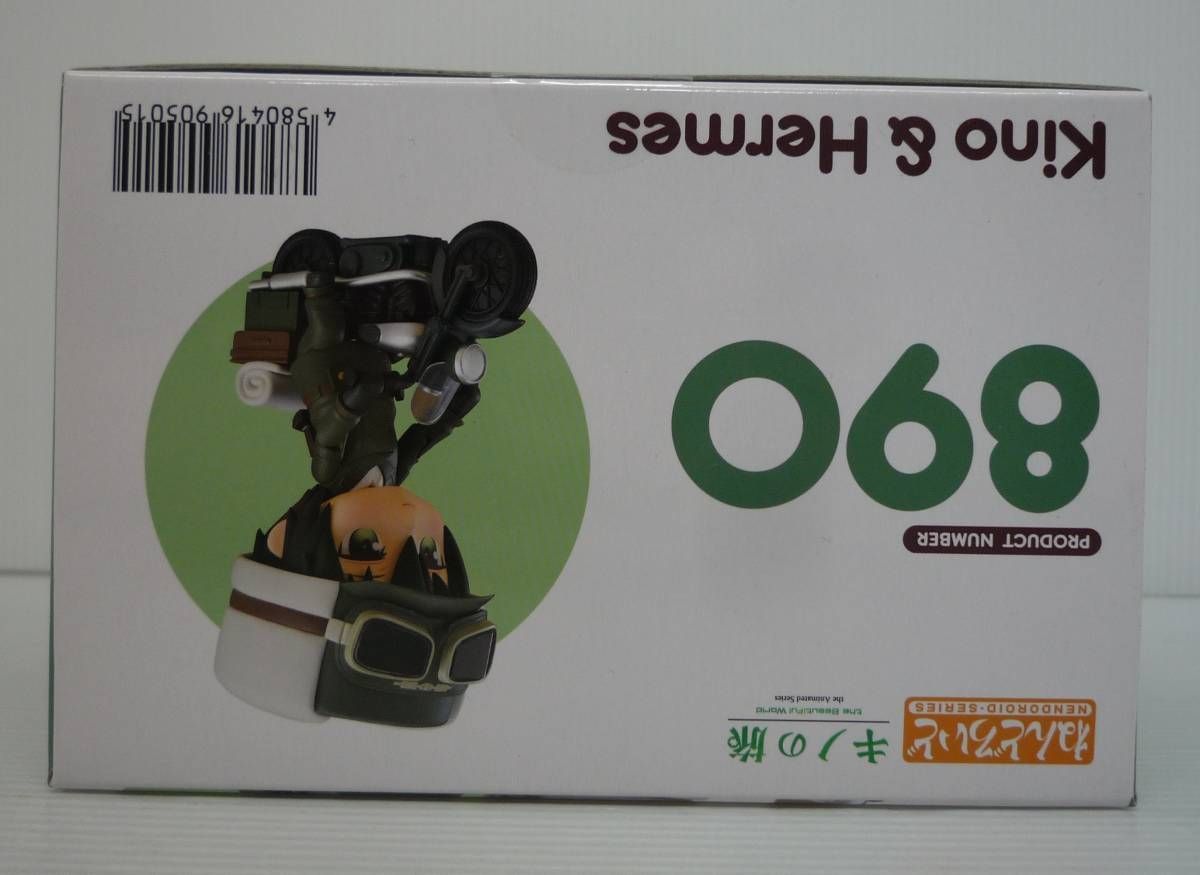 ねんどろいど
NENDOROID·SERIES
キノの旅
the Beautiful World
the Animated Series
PRODUCT NUMBER
890
Kino & Hermes
4 580416 905015